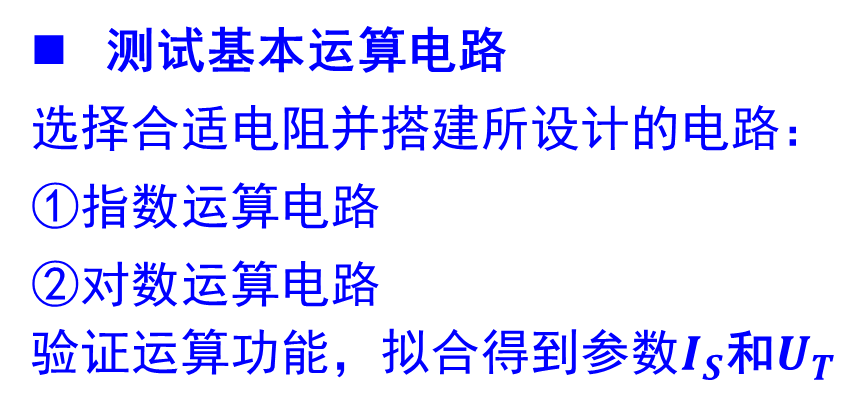 ■ 测试基本运算电路
选择合适电阻并搭建所设计的电路：
①指数运算电路
②对数运算电路
验证运算功能，拟合得到参数I_S和U_T